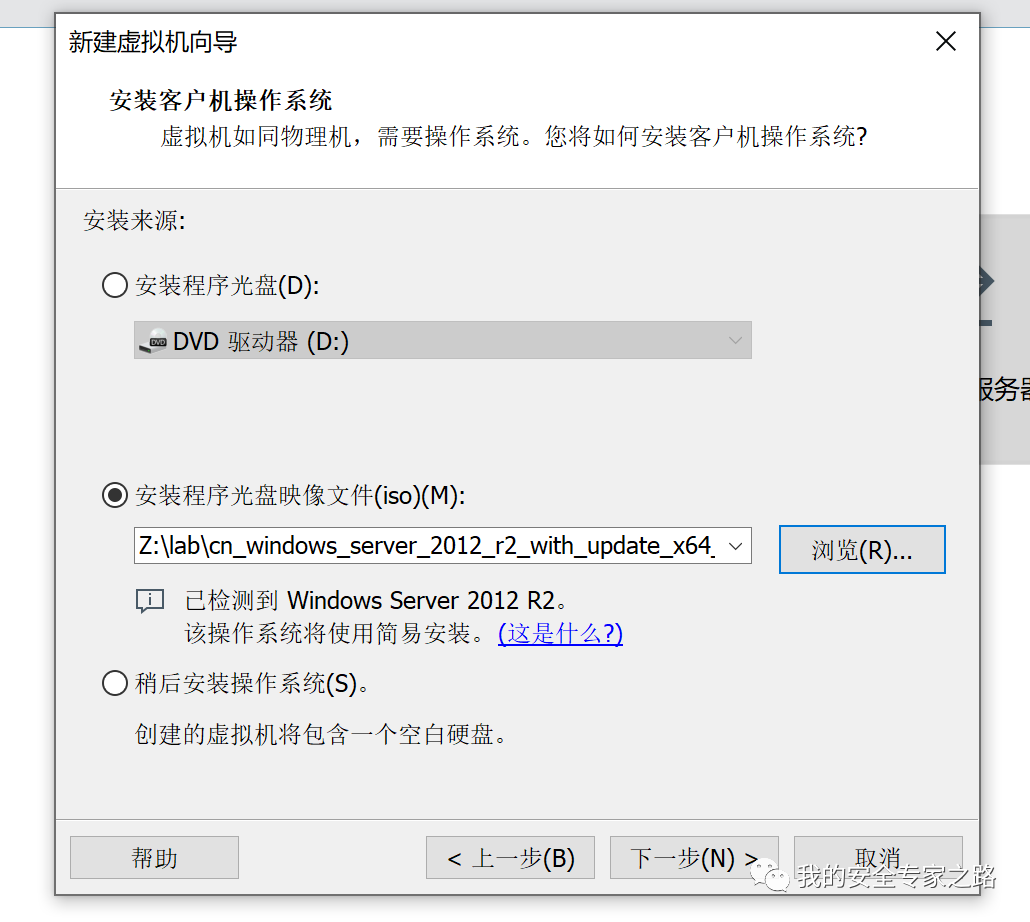 新建虚拟机向导
安装客户机操作系统
虚拟机如同物理机，需要操作系统。您将如何安装客户机操作系统?
安装来源:
安装程序光盘(D):
DVD 驱动器 (D:)
服务器
安装程序光盘映像文件(iso)(M):
Z:\lab\cn_windows_server_2012_r2_with_update_x64_
浏览(R)...
已检测到 Windows Server 2012 R2。
该操作系统将使用简易安装。(这是什么?)
稍后安装操作系统(S)。
创建的虚拟机将包含一个空白硬盘。
帮助
< 上一步(B)
下一步(N) >
取消
我的安全专家之路